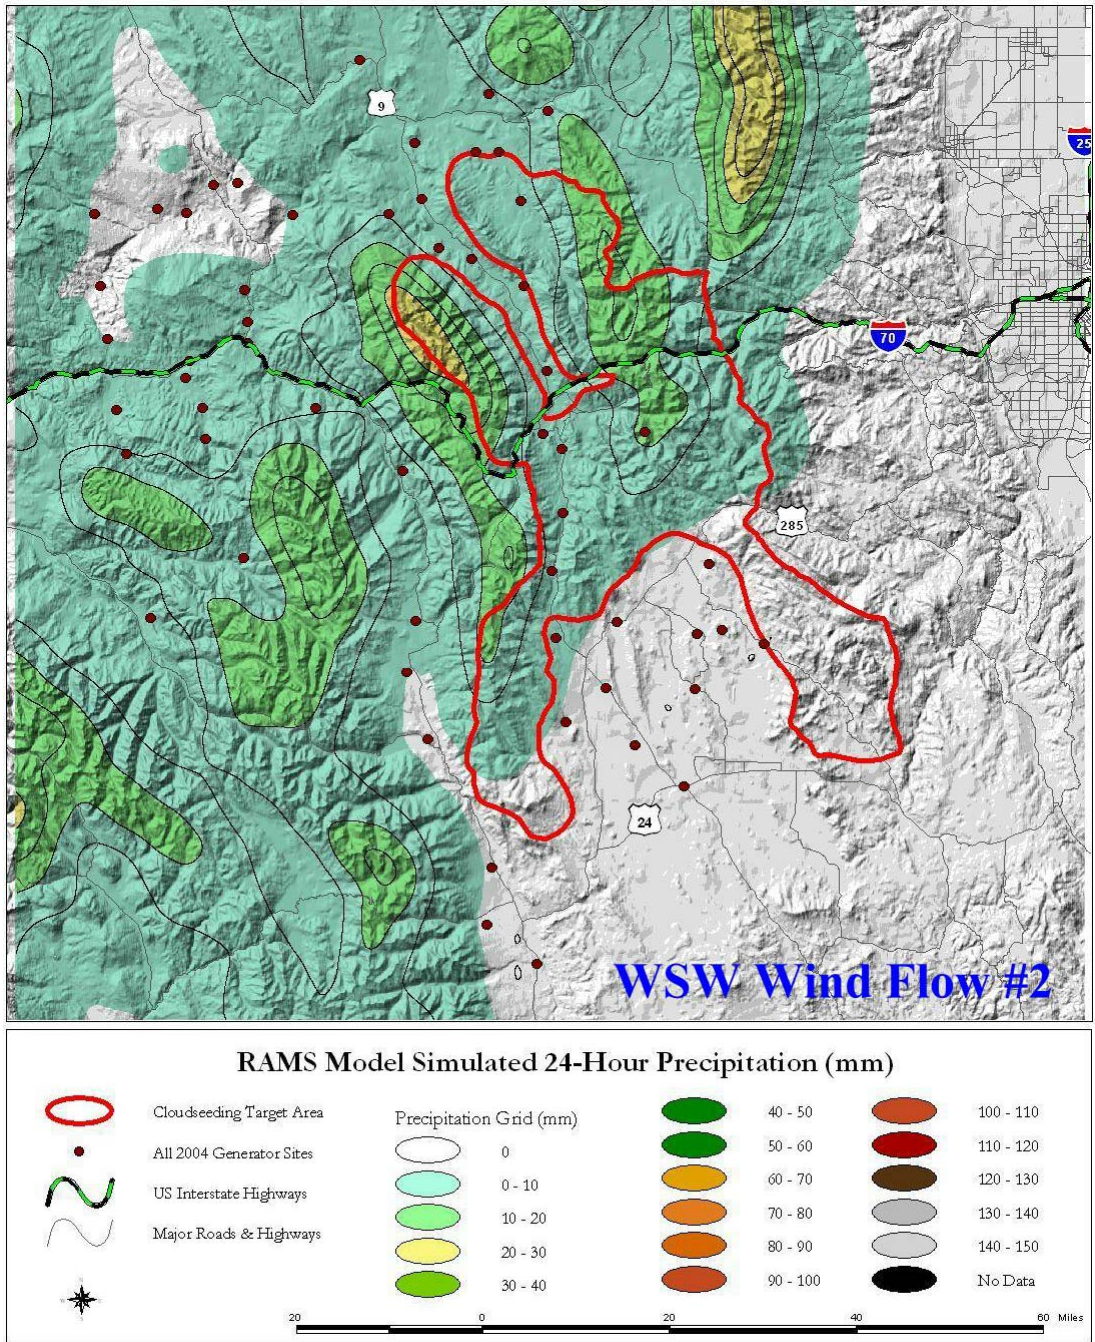 9
25
70
285
24
WSW Wind Flow #2
RAMS Model Simulated 24-Hour Precipitation (mm)
Cloudseeding Target Area
All 2004 Generator Sites
US Interstate Highways
Major Roads & Highways
Precipitation Grid (mm)
0
0 - 10
10 - 20
20 - 30
30 - 40
40 - 50
50 - 60
60 - 70
70 - 80
80 - 90
90 - 100
100 - 110
110 - 120
120 - 130
130 - 140
140 - 150
No Data
20 0 20 40 60 Miles